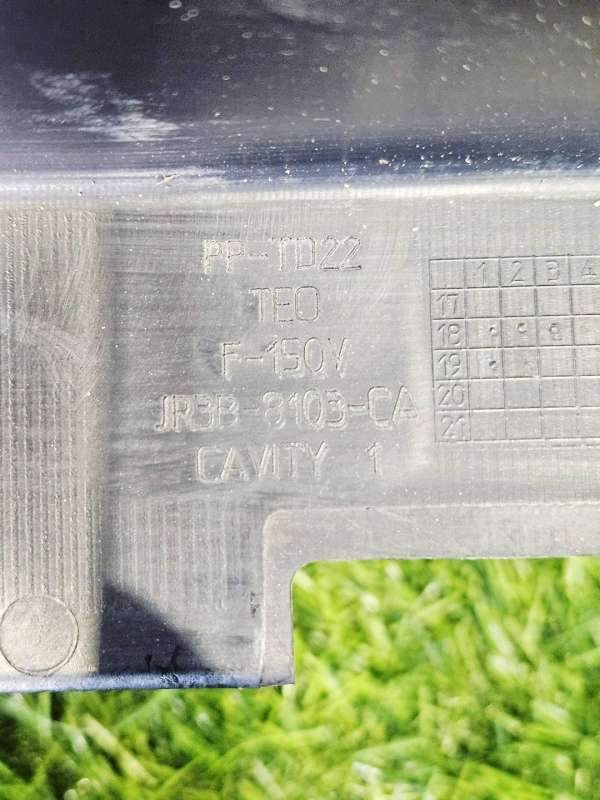 PP-TD22
TEO
F-150V
JR3B-8103-CA
CAVITY 1
1 2 3 4
17
18
19
20
21